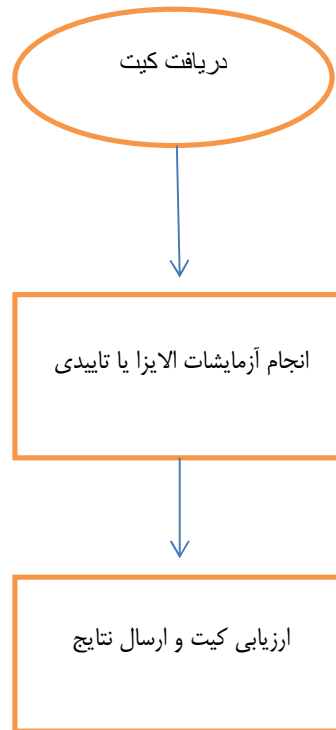 دریافت کیت
انجام آزمایشات الایزا یا تاییدی
ارزیابی کیت و ارسال نتایج